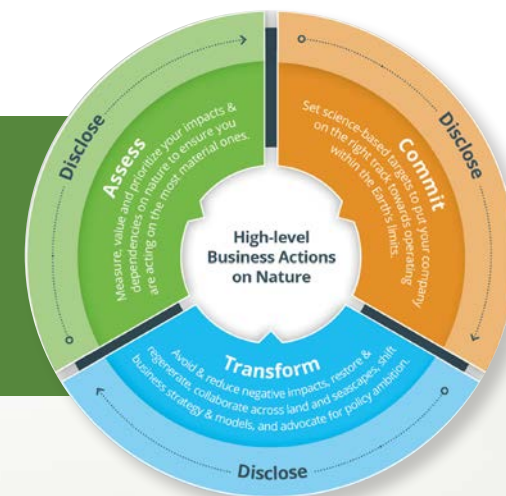 High-level
Business Actions
on Nature
Disclose
Assess
Measure, value and prioritize your impacts &
dependencies on nature to ensure you
are acting on the most material ones.
Disclose
Commit
Set science-based targets to put your company
on the right track towards operating
within the Earth's limits.
Transform
Avoid & reduce negative impacts, restore &
regenerate, collaborate across land and seascapes, shift
business strategy & models, and advocate for policy ambition.
Disclose